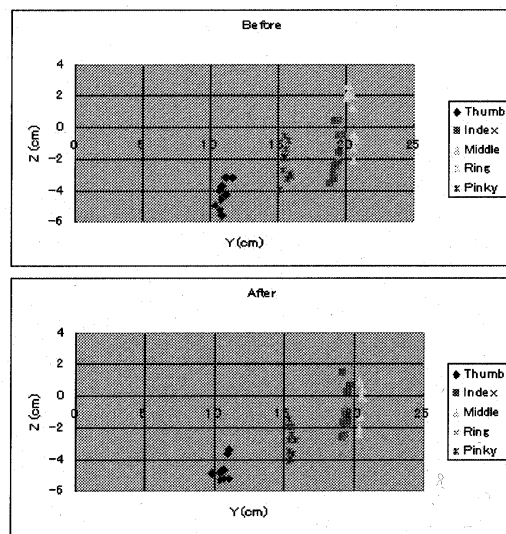 Before
4
2
0
-2
-4
-6
Z (cm)
0 5 10 15 20 25
Y (cm)
Thumb
Index
Middle
Ring
Pinky
After
4
2
0
-2
-4
-6
Z (cm)
0 5 10 15 20 25
Y (cm)
Thumb
Index
Middle
Ring
Pinky